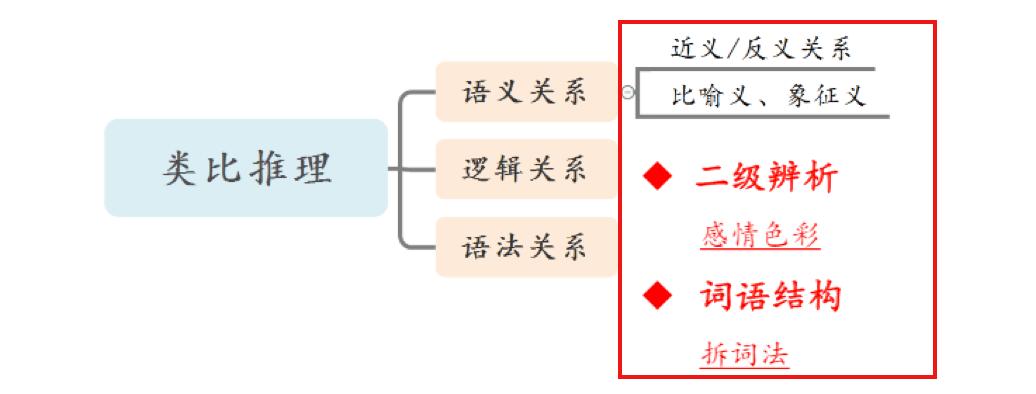 类比推理
语义关系
近义/反义关系
比喻义、象征义
逻辑关系
语法关系
◆ 二级辨析
感情色彩
◆ 词语结构
拆词法